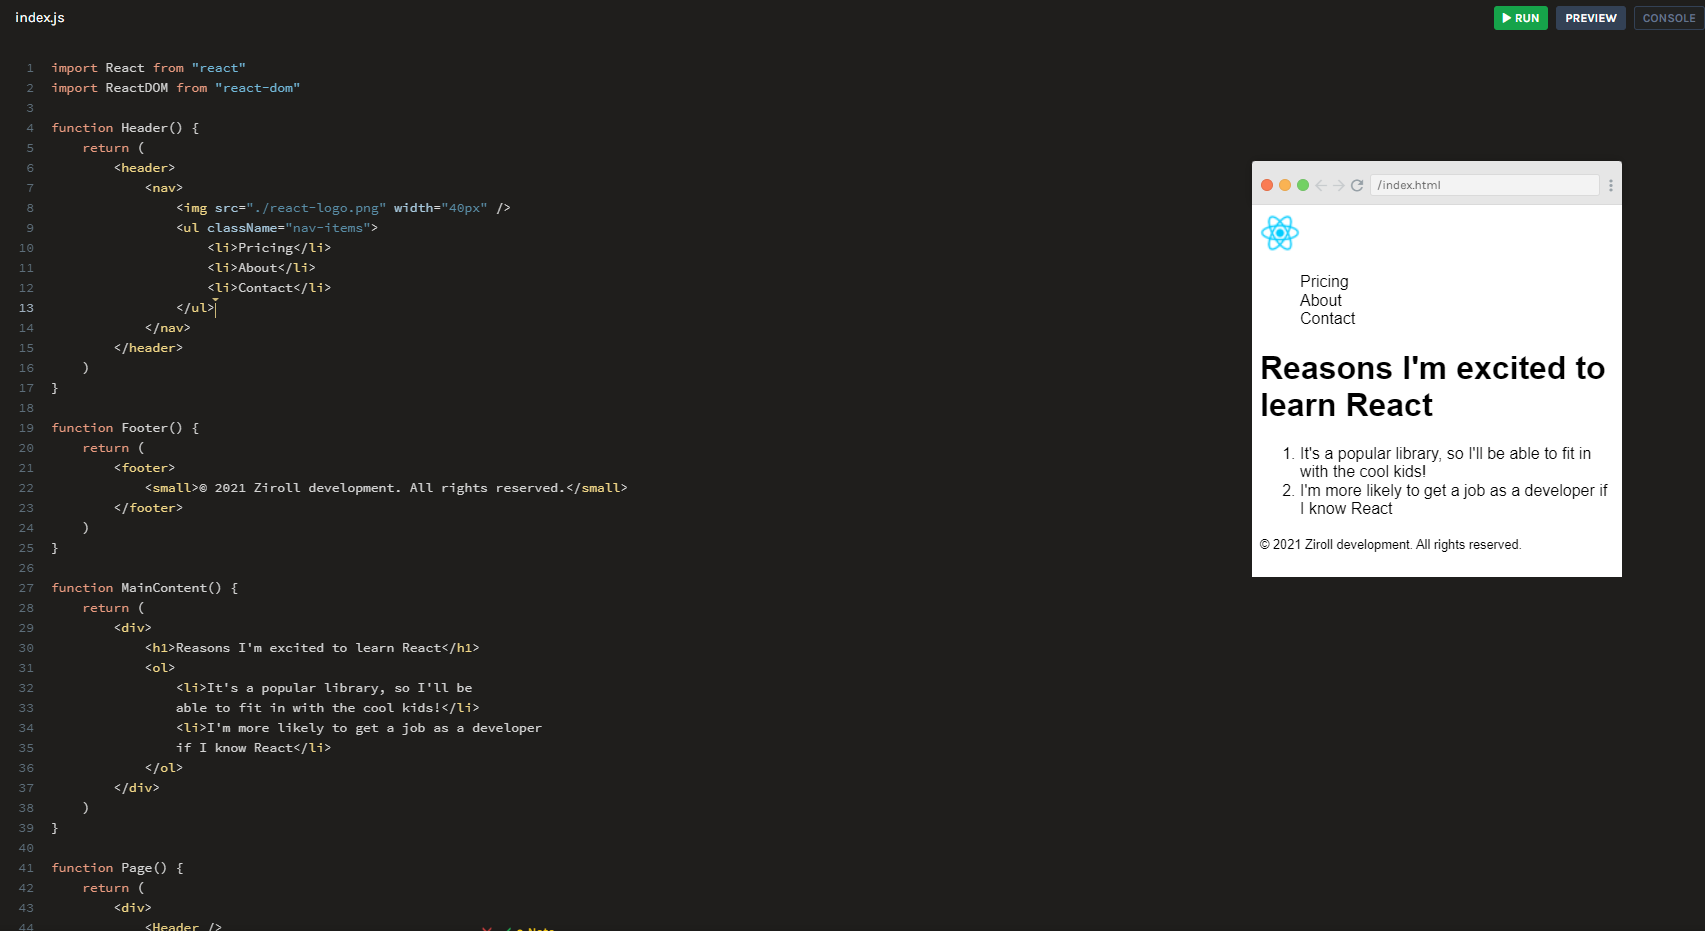 index.js
RUN
PREVIEW
CONSOLE
1 import React from "react"
2 import ReactDOM from "react-dom"
3
4 function Header() {
5     return (
6         <header>
7             <nav>
8                 <img src="./react-logo.png" width="40px" />
9                 <ul className="nav-items">
10                     <li>Pricing</li>
11                     <li>About</li>
12                     <li>Contact</li>
13                 </ul>
14             </nav>
15         </header>
16     )
17 }
18
19 function Footer() {
20     return (
21         <footer>
22             <small>© 2021 Ziroll development. All rights reserved.</small>
23         </footer>
24     )
25 }
26
27 function MainContent() {
28     return (
29         <div>
30             <h1>Reasons I'm excited to learn React</h1>
31             <ol>
32                 <li>It's a popular library, so I'll be
33                 able to fit in with the cool kids!</li>
34                 <li>I'm more likely to get a job as a developer
35                 if I know React</li>
36             </ol>
37         </div>
38     )
39 }
40
41 function Page() {
42     return (
43         <div>
44             <Header />
/index.html
Pricing
About
Contact
Reasons I'm excited to
learn React
1. It's a popular library, so I'll be able to fit in
with the cool kids!
2. I'm more likely to get a job as a developer if
I know React
© 2021 Ziroll development. All rights reserved.